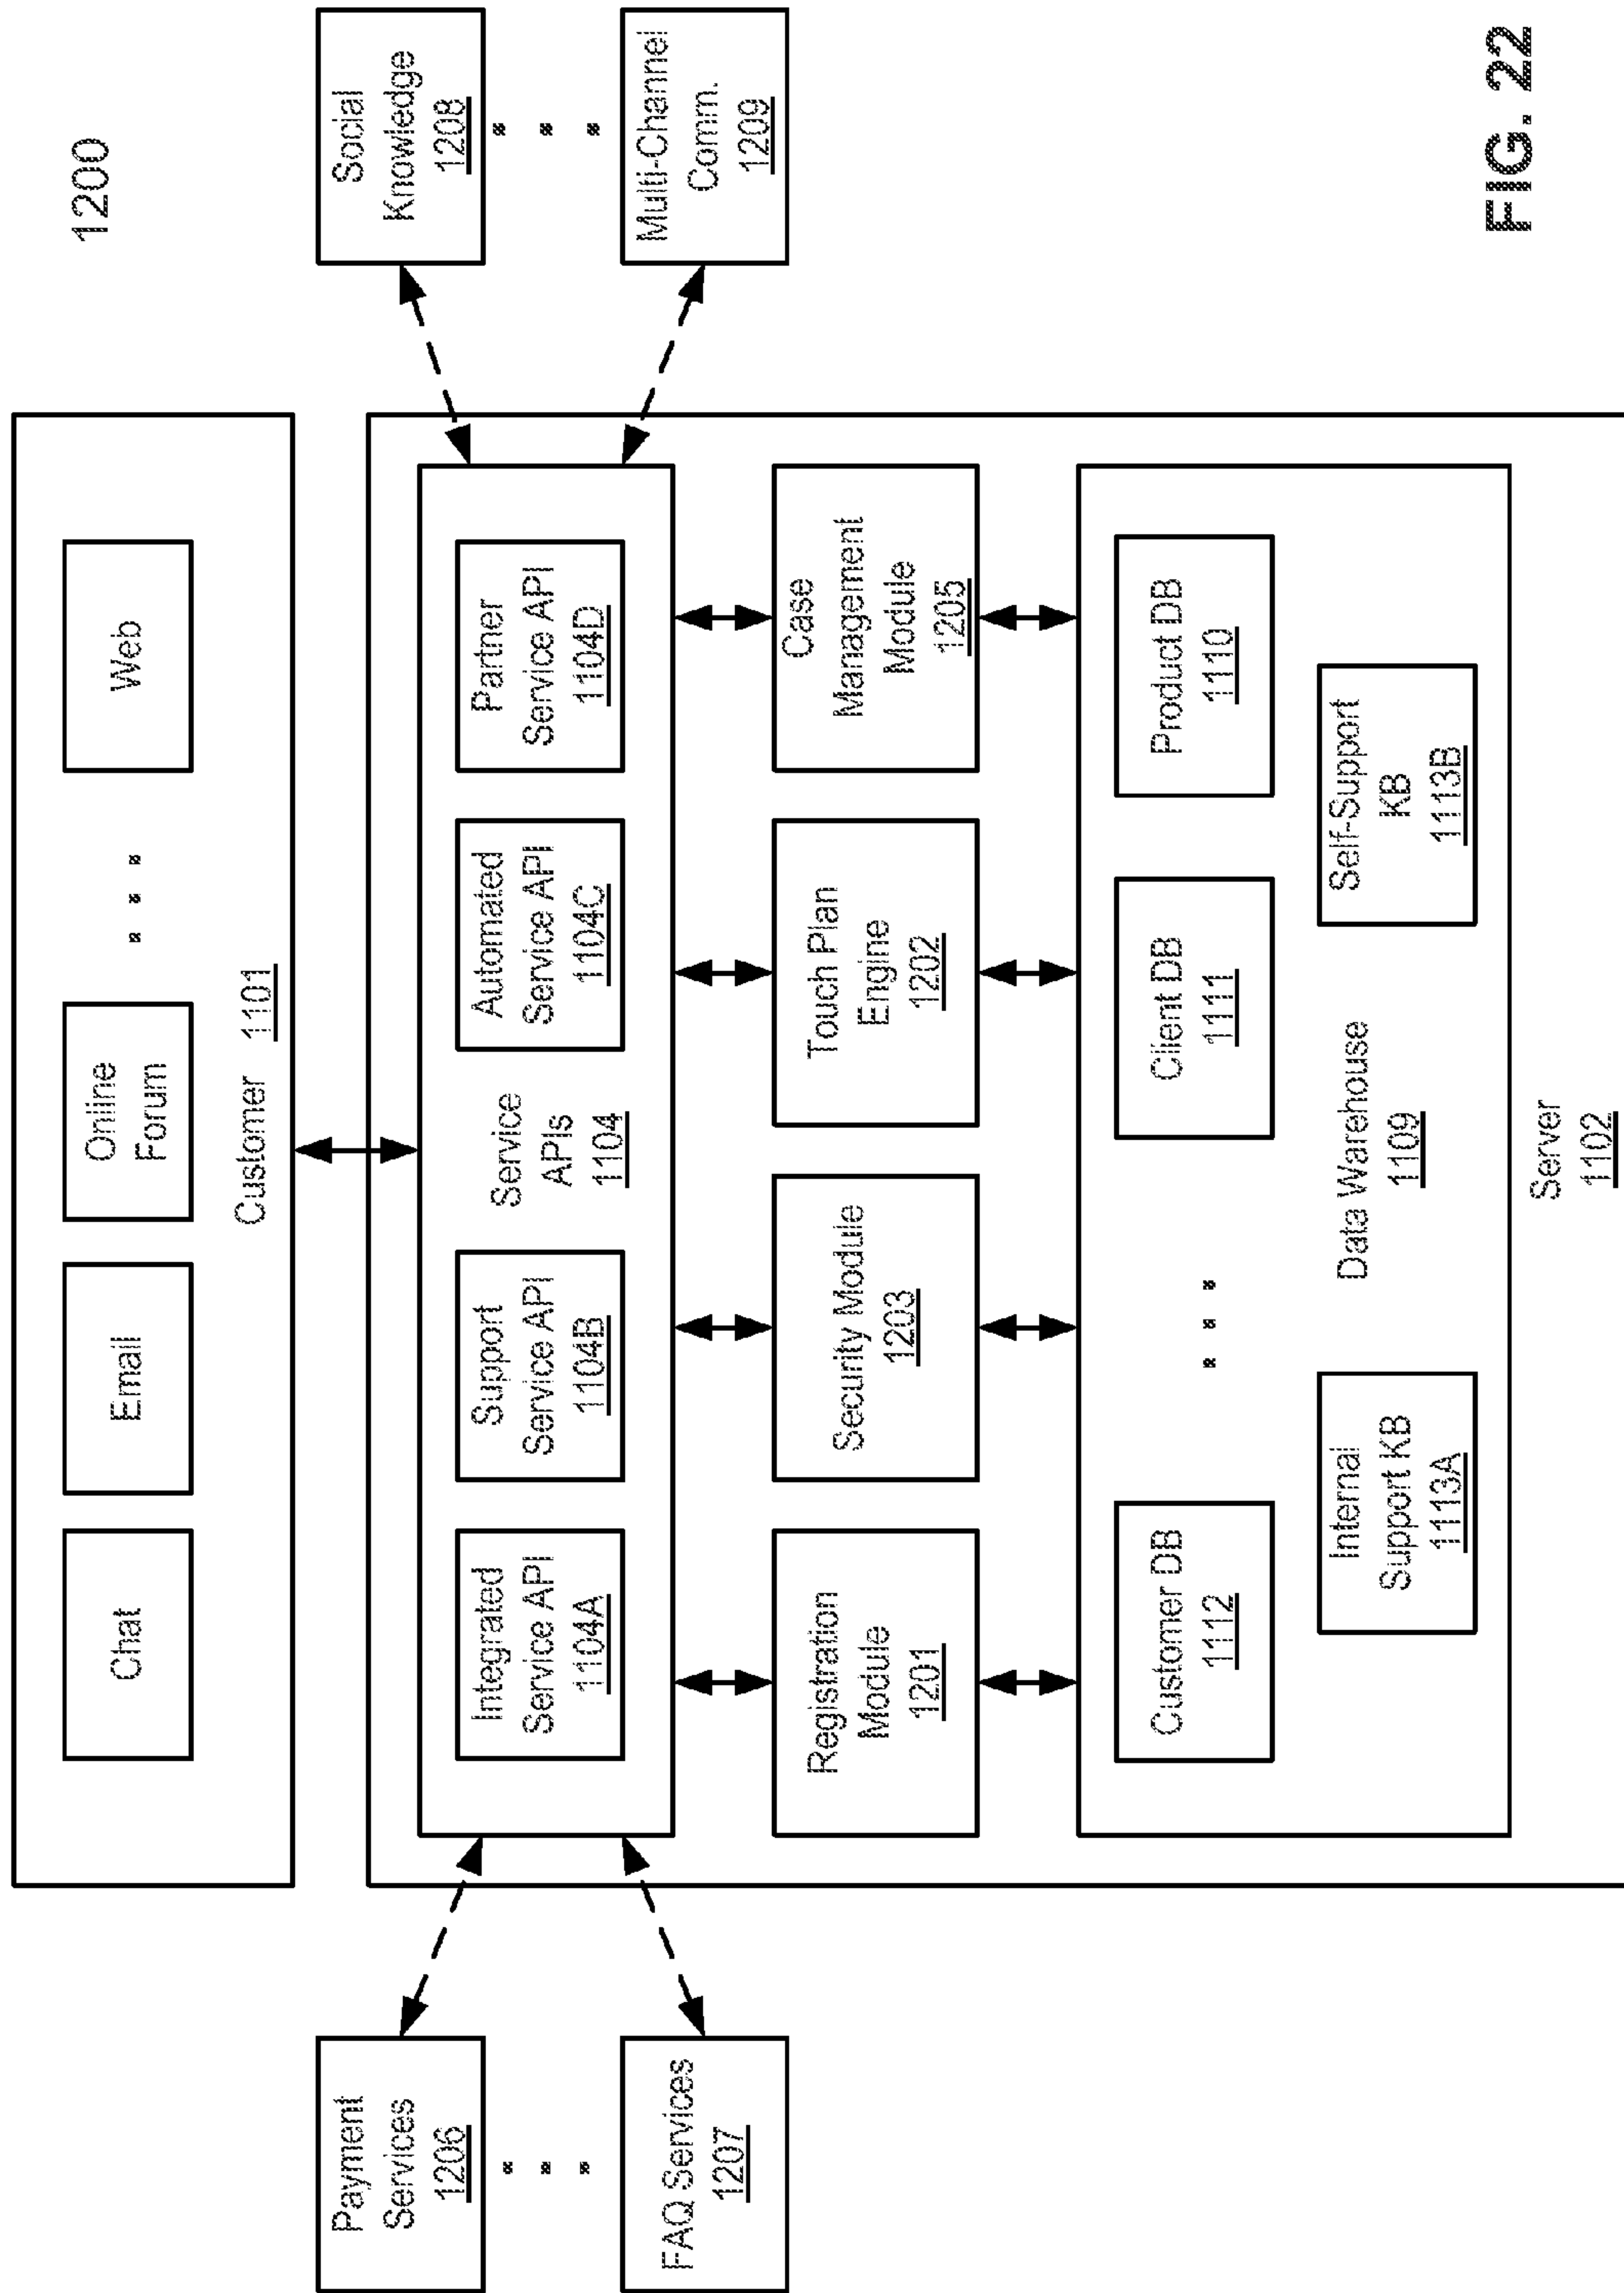 1200
Chat
Email
Online
Forum
Web
Customer 1101
Payment
Services
1206
FAQ Services
1207
Integrated
Service API
1104A
Support
Service API
1104B
Service
APIs
1104
Automated
Service API
1104C
Partner
Service API
1104D
Social
Knowledge
1208
Multi-Channel
Comm.
1209
Registration
Module
1201
Security Module
1203
Touch Plan
Engine
1202
Case
Management
Module
1205
Customer DB
1112
Client DB
1111
Product DB
1110
Internal
Support KB
1113A
Data Warehouse
1109
Self-Support
KB
1113B
Server
1102
FIG. 22